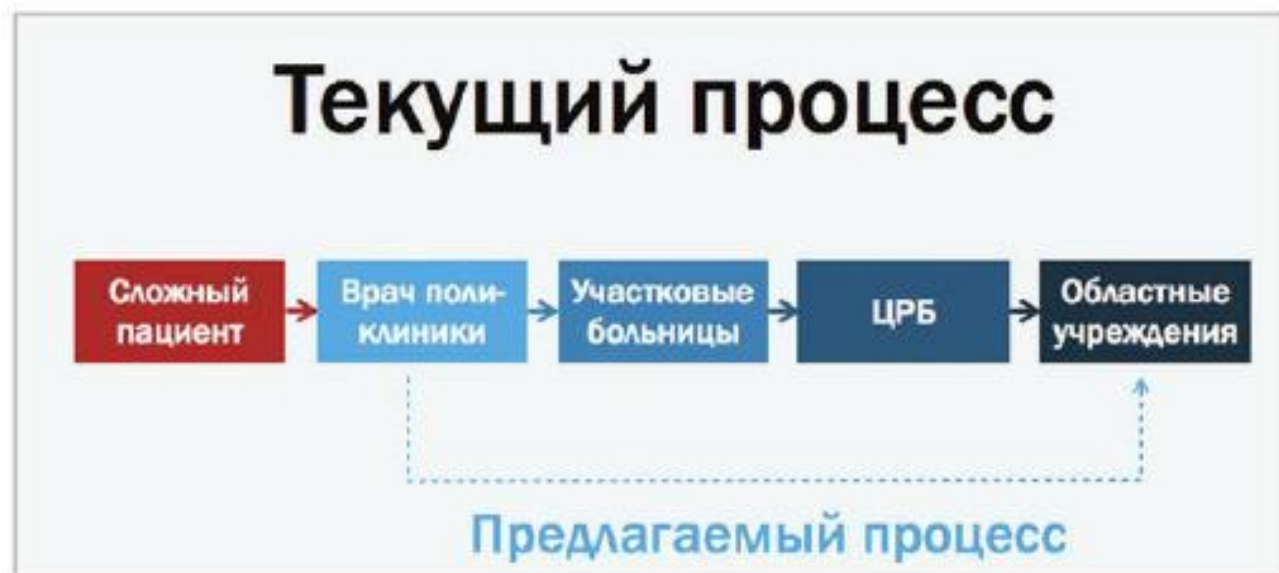 Текущий процесс
Сложный
пациент
Врач поли-
клиники
Участковые
больницы
ЦРБ
Областные
учреждения
Предлагаемый процесс